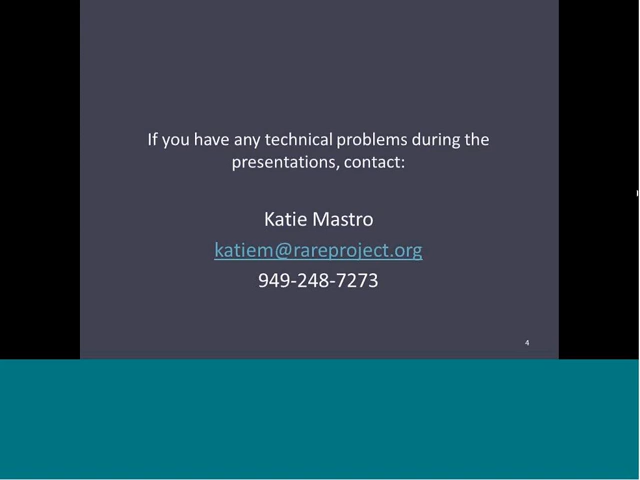 If you have any technical problems during the
presentations, contact:
Katie Mastro
katiem@rareproject.org
949-248-7273
4